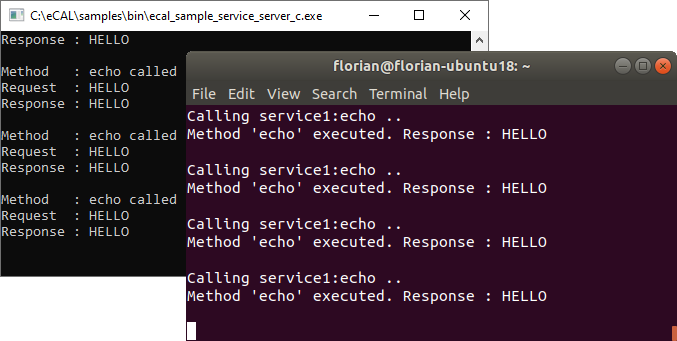 C:\eCAL\samples\bin\ecal_sample_service_server_c.exe
Response : HELLO
Method   : echo called
Request  : HELLO
Response : HELLO
Method   : echo called
Request  : HELLO
Response : HELLO
Method   : echo called
Request  : HELLO
Response : HELLO
florian@florian-ubuntu18: ~
File Edit View Search Terminal Help
Calling service1:echo ..
Method 'echo' executed. Response : HELLO
Calling service1:echo ..
Method 'echo' executed. Response : HELLO
Calling service1:echo ..
Method 'echo' executed. Response : HELLO
Calling service1:echo ..
Method 'echo' executed. Response : HELLO